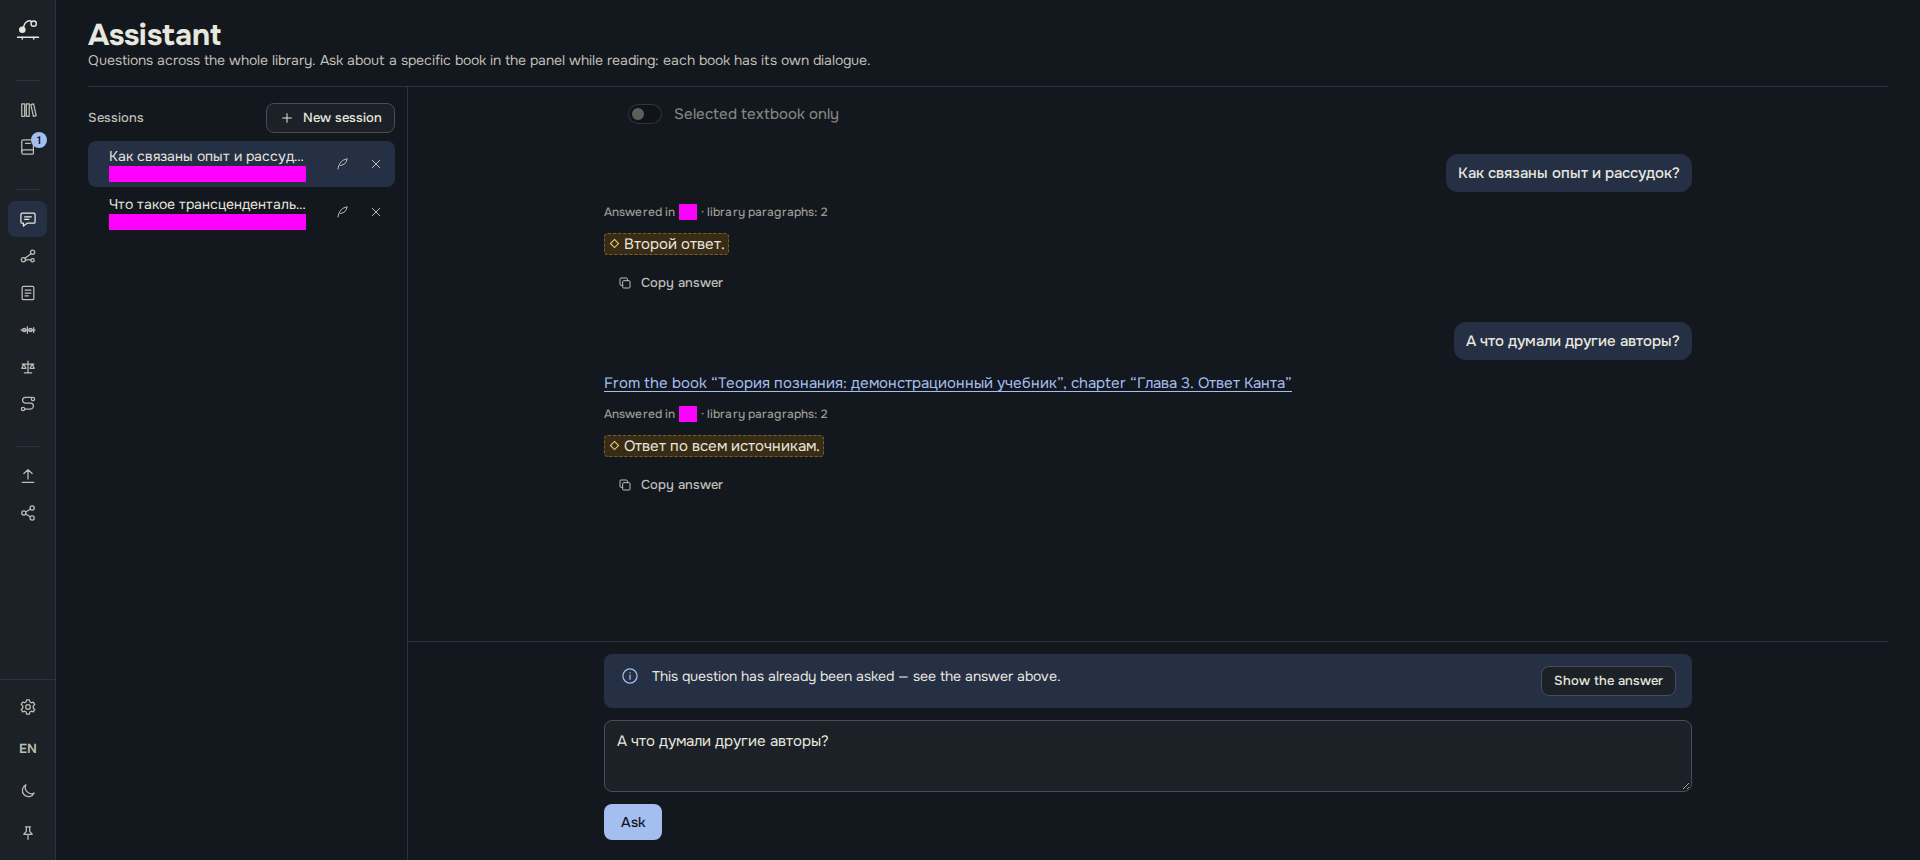 Assistant
Questions across the whole library. Ask about a specific book in the panel while reading: each book has its own dialogue.
Sessions
New session
Как связаны опыт и рассуд…
Что такое трансценденталь…
1
Selected textbook only
Как связаны опыт и рассудок?
Answered in · library paragraphs: 2
Второй ответ.
Copy answer
А что думали другие авторы?
From the book “Теория познания: демонстрационный учебник”, chapter “Глава 3. Ответ Канта”
Answered in · library paragraphs: 2
Ответ по всем источникам.
Copy answer
This question has already been asked — see the answer above.
Show the answer
А что думали другие авторы?
Ask
EN